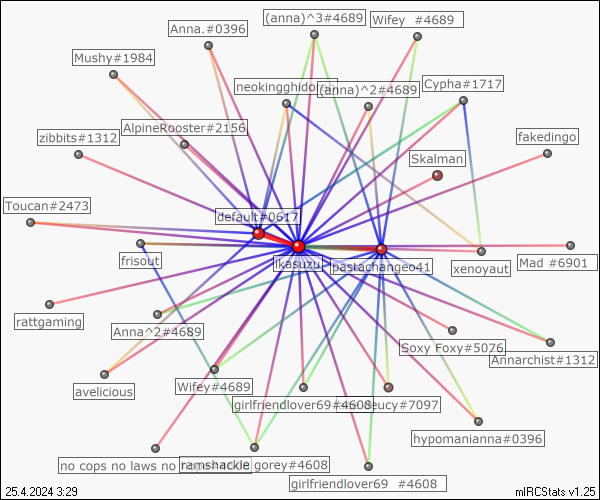 (anna)^3#4689
Wifey #4689
Anna.#0396
Mushy#1984
neokingghido
(anna)^2#4689
Cypha#1717
AlpineRooster#2156
zibbits#1312
fakedingo
Skalman
Toucan#2473
default#0617
frisout
ikasuzu
pastachangeo41
xenoyaut
Mad #6901
rattgaming
Anna^2#4689
Soxy Foxy#5076
Annarchist#1312
avelicious
Wifey#4689
girlfriendlover69#4608
eucy#7097
hypomanianna#0396
no cops no laws no
ramshackle gorey#4608
girlfriendlover69 #4608
25.4.2024 3:29
mIRCStats v1.25